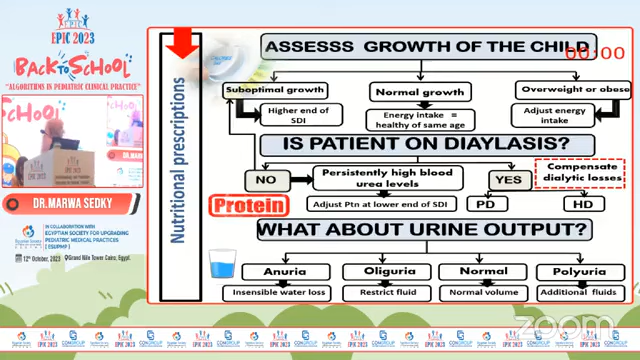 EPIC 2023
BACK TO SCHOOL
"ALGORITHMS IN PEDIATRIC CLINICAL PRACTICE"
DR.MARWA SEDKY
IN COLLABORATION WITH
EGYPTIAN SOCIETY FOR UPGRADING
PEDIATRIC MEDICAL PRACTICES
[ESUPMP]
12th October, 2023 Grand Nile Tower Cairo, Egypt.
Nutritional prescriptions
ASSESSS GROWTH OF THE CHILD
00:00
Suboptimal growth
Normal growth
Overweight or obese
Higher end of
SDI
Energy intake =
healthy of same age
Adjust energy
intake
IS PATIENT ON DIAYLASIS?
NO
Persistently high blood
urea levels
YES
Compensate
dialytic losses
Protein
Adjust Ptn at lower end of SDI
PD
HD
WHAT ABOUT URINE OUTPUT?
Anuria
Oliguria
Normal
Polyuria
Insensible water loss
Restrict fluid
Normal volume
Additional fluids
zoom